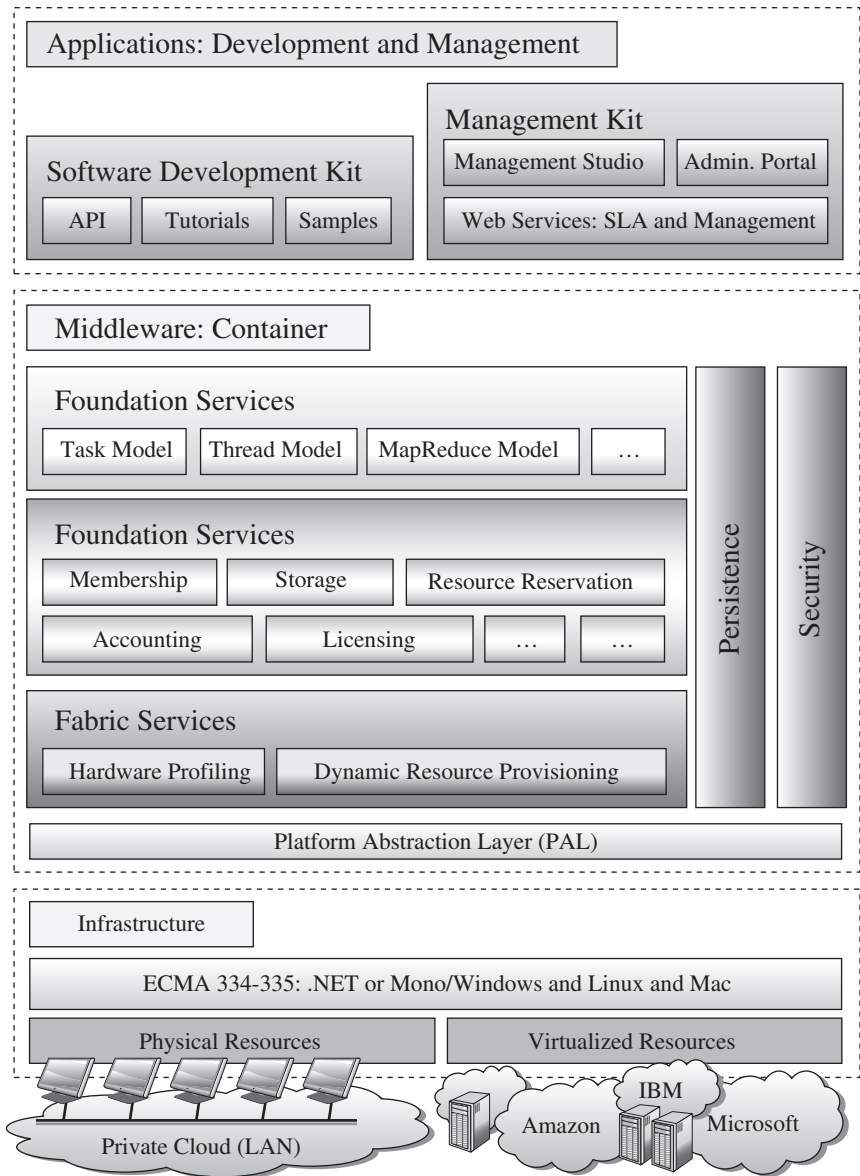 Applications: Development and Management
Management Kit
Management Studio
Admin. Portal
Web Services: SLA and Management
Software Development Kit
API
Tutorials
Samples
Middleware: Container
Foundation Services
Task Model
Thread Model
MapReduce Model
…
Foundation Services
Membership
Storage
Resource Reservation
Accounting
Licensing
…
…
Fabric Services
Hardware Profiling
Dynamic Resource Provisioning
Persistence
Security
Platform Abstraction Layer (PAL)
Infrastructure
ECMA 334-335: .NET or Mono/Windows and Linux and Mac
Physical Resources
Virtualized Resources
Private Cloud (LAN)
Amazon
IBM
Microsoft